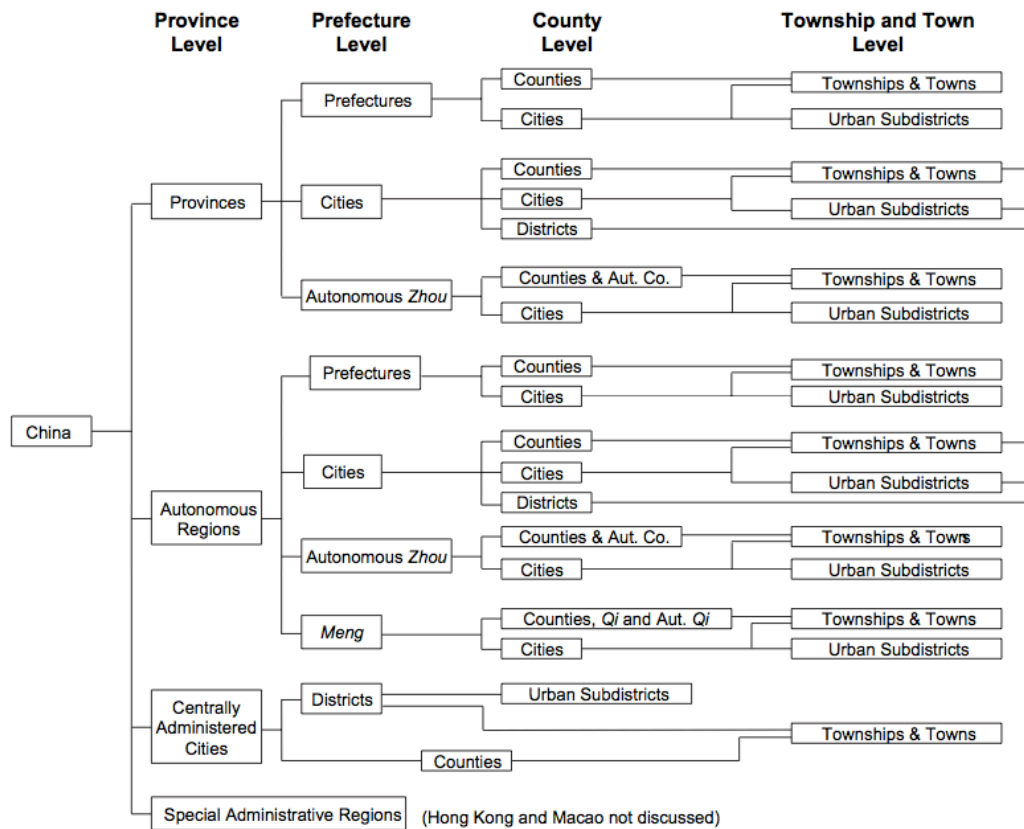 Province
Level
Prefecture
Level
County
Level
Township and Town
Level
Counties
Townships & Towns
Prefectures
Cities
Urban Subdistricts
Counties
Townships & Towns
Provinces
Cities
Cities
Urban Subdistricts
Districts
Counties & Aut. Co.
Townships & Towns
Autonomous Zhou
Cities
Urban Subdistricts
Counties
Townships & Towns
Prefectures
Cities
Urban Subdistricts
China
Counties
Townships & Towns
Cities
Cities
Urban Subdistricts
Districts
Autonomous
Regions
Counties & Aut. Co.
Townships & Towns
Autonomous Zhou
Cities
Urban Subdistricts
Counties, Qi and Aut. Qi
Townships & Towns
Meng
Cities
Urban Subdistricts
Centrally
Administered
Cities
Districts
Urban Subdistricts
Townships & Towns
Counties
Special Administrative Regions
(Hong Kong and Macao not discussed)